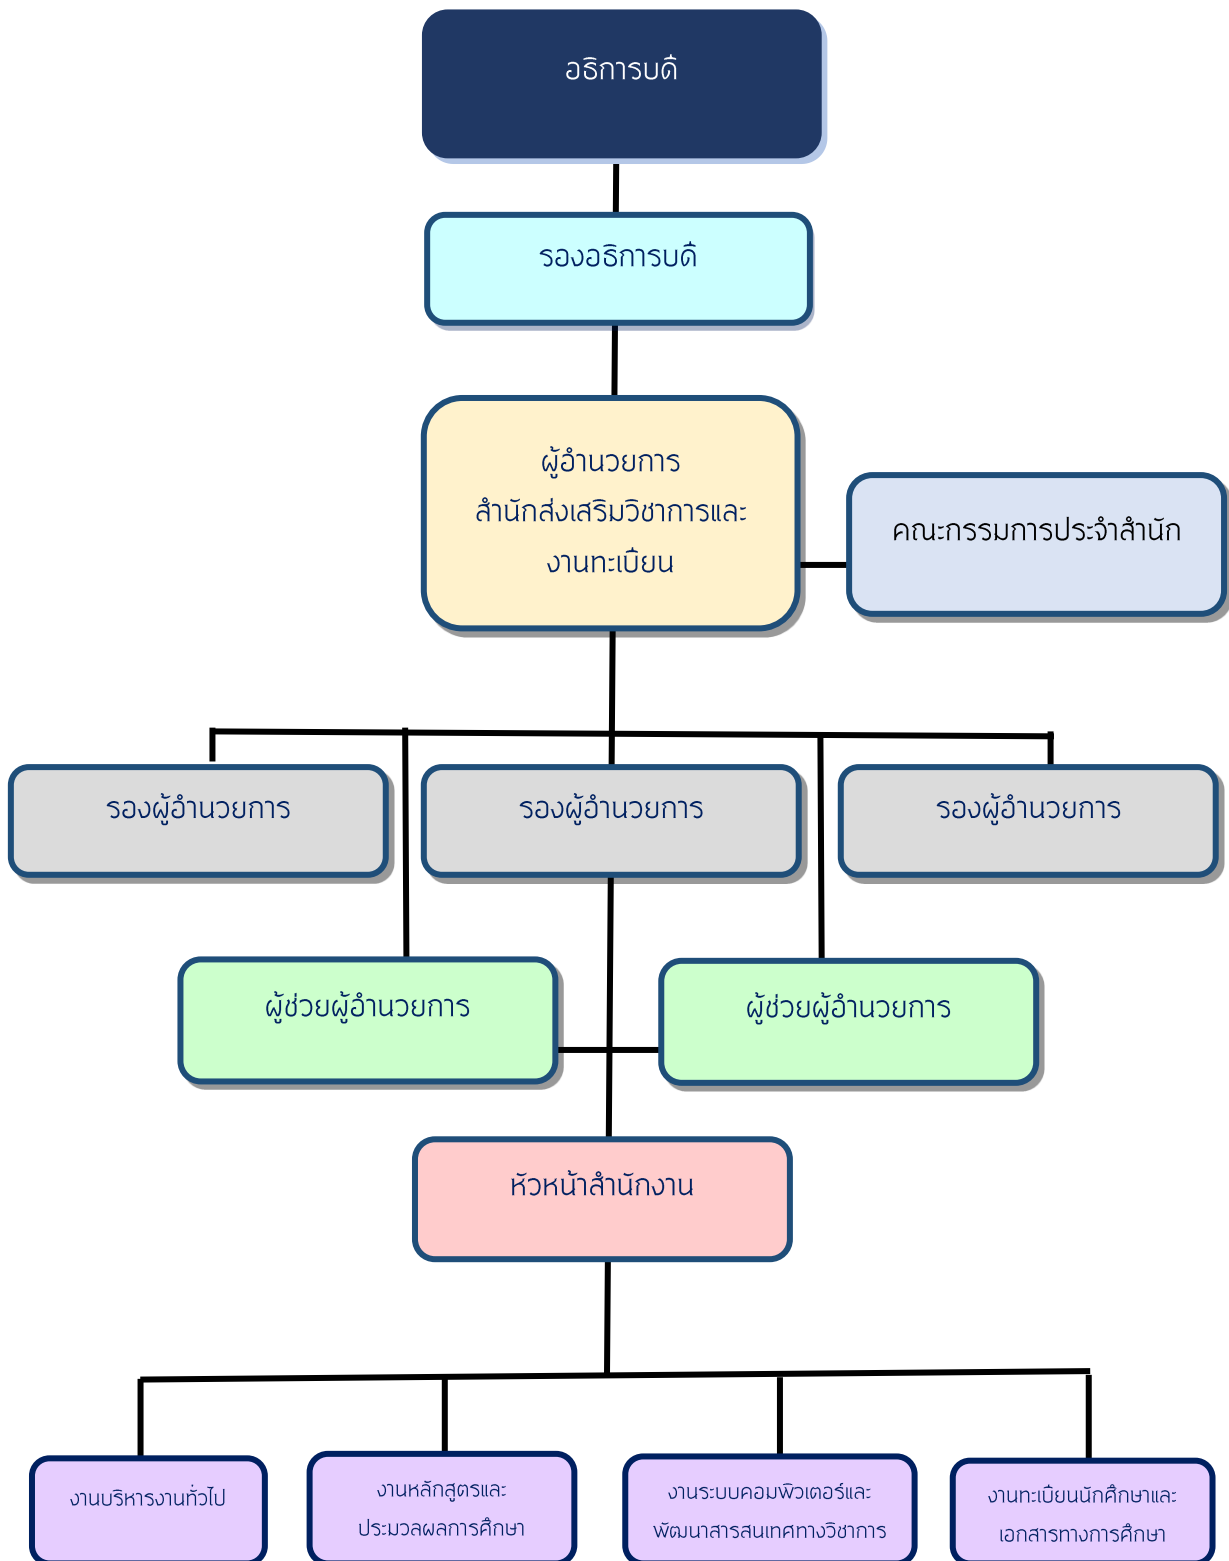 อธิการบดี
รองอธิการบดี
ผู้อำนวยการ
สำนักส่งเสริมวิชาการและ
งานทะเบียน
คณะกรรมการประจำสำนัก
รองผู้อำนวยการ
รองผู้อำนวยการ
รองผู้อำนวยการ
ผู้ช่วยผู้อำนวยการ
ผู้ช่วยผู้อำนวยการ
หัวหน้าสำนักงาน
งานบริหารงานทั่วไป
งานหลักสูตรและ
ประมวลผลการศึกษา
งานระบบคอมพิวเตอร์และ
พัฒนาสารสนเทศทางวิชาการ
งานทะเบียนนักศึกษาและ
เอกสารทางการศึกษา